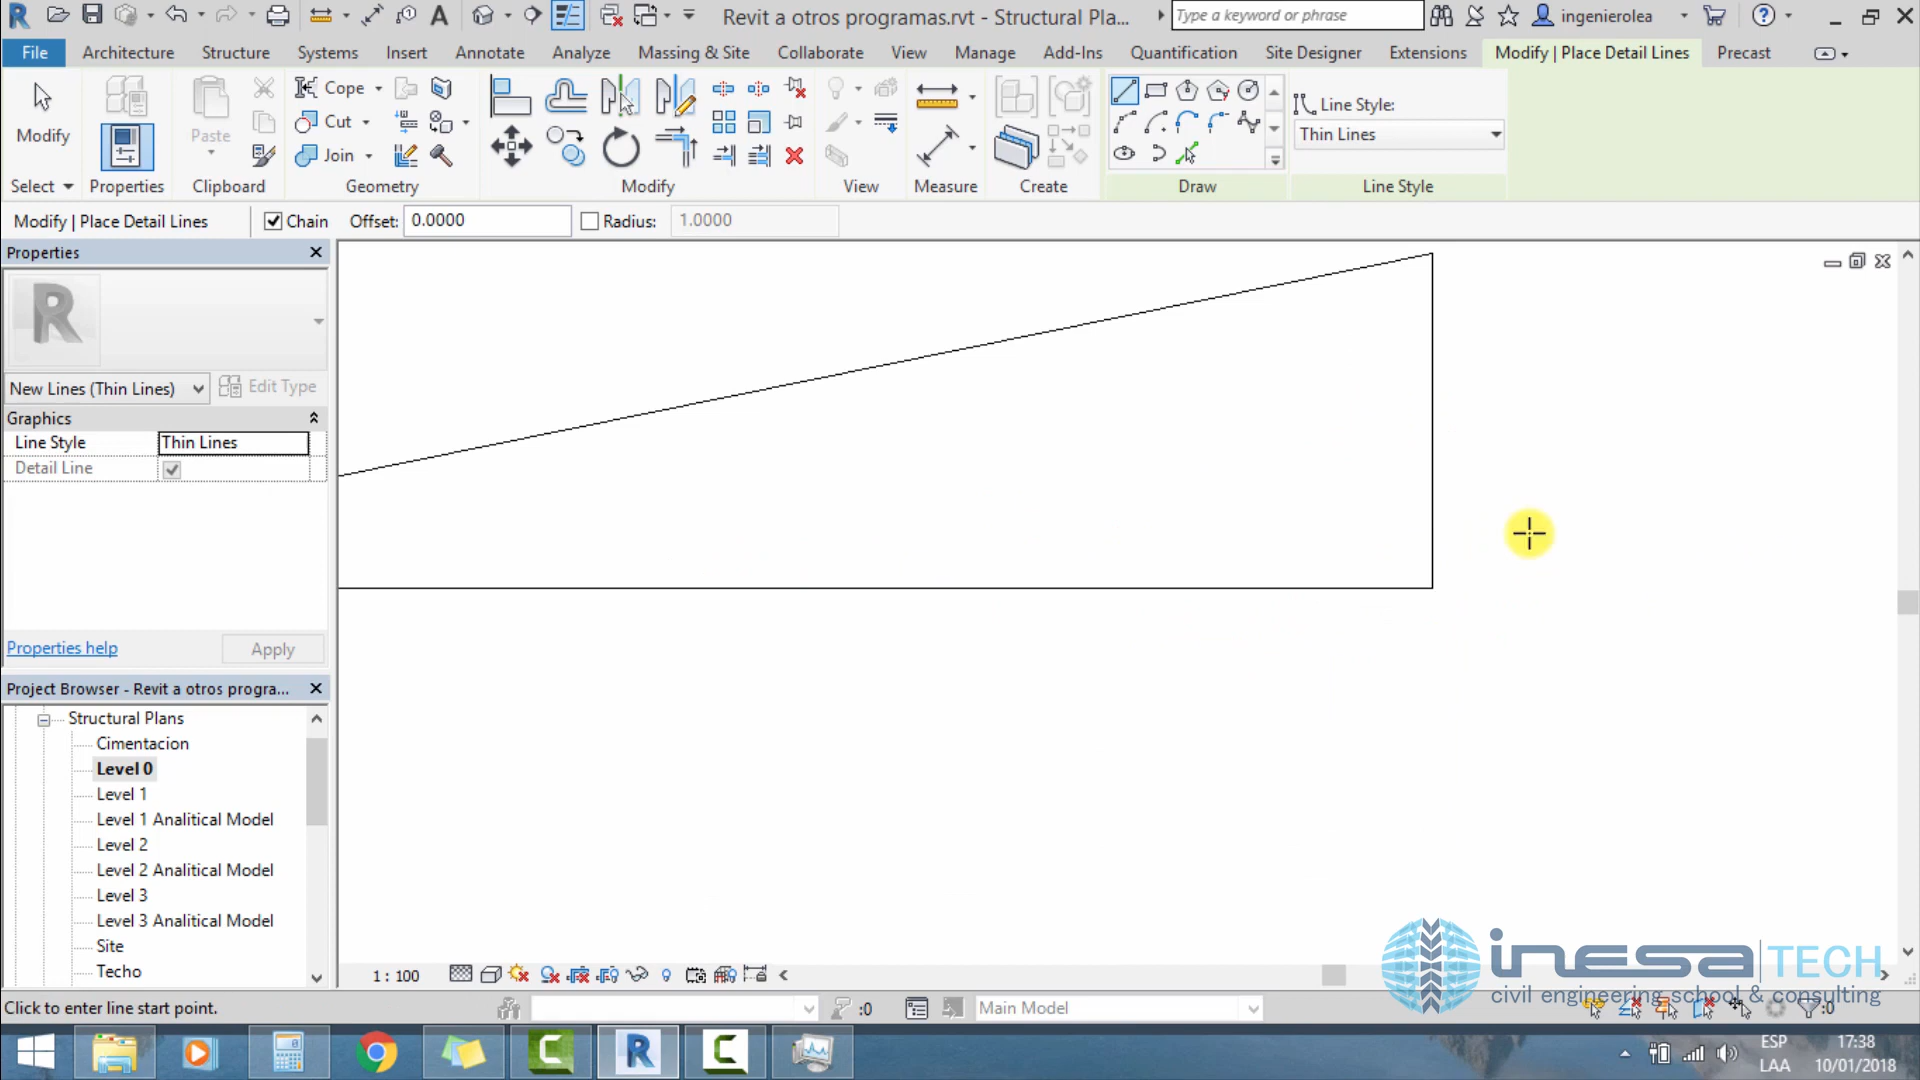 Revit a otros programas.rvt - Structural Pla...
Type a keyword or phrase
ingenierolea
File Architecture Structure Systems Insert Annotate Analyze Massing & Site Collaborate View Manage Add-Ins Quantification Site Designer Extensions Modify | Place Detail Lines Precast
Modify
Cope
Cut
Join
Paste
Line Style:
Thin Lines
Select Properties Clipboard Geometry Modify View Measure Create Draw Line Style
Modify | Place Detail Lines Chain Offset: 0.0000 Radius: 1.0000
Properties
R
New Lines (Thin Lines) Edit Type
Graphics
Line Style Thin Lines
Detail Line
Properties help Apply
Project Browser - Revit a otros progra...
Structural Plans
Cimentacion
Level 0
Level 1
Level 1 Analitical Model
Level 2
Level 2 Analitical Model
Level 3
Level 3 Analitical Model
Site
Techo
1 : 100
inesa TECH
civil engineering school & consulting
Click to enter line start point.
:0
Main Model
:0
ESP
LAA
17:38
10/01/2018